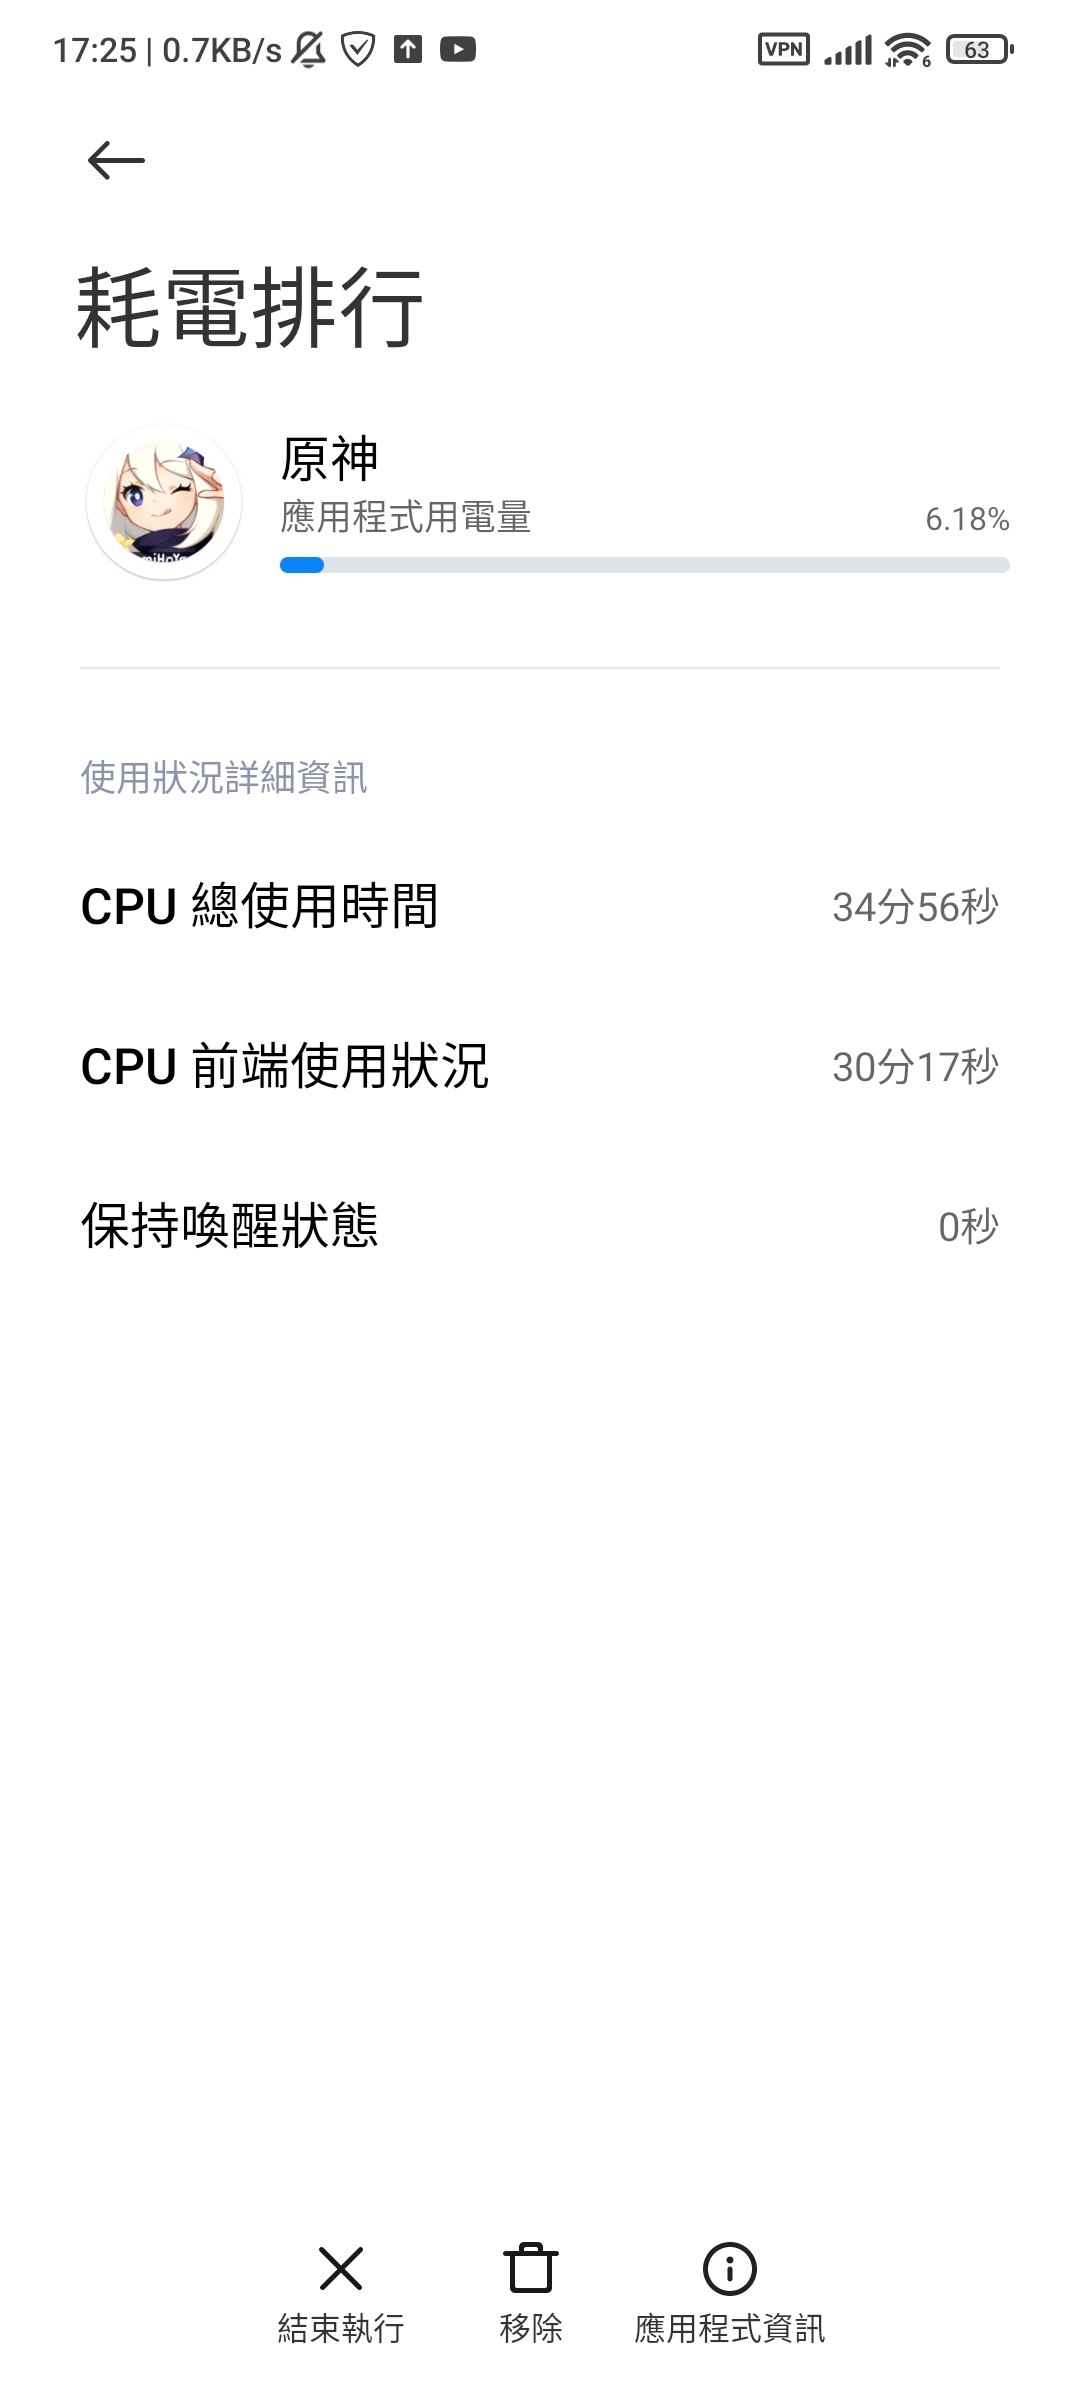 17:25 | 0.7KB/s
VPN
6
63
耗電排行
原神
應用程式用電量
6.18%
使用狀況詳細資訊
CPU 總使用時間
34分56秒
CPU 前端使用狀況
30分17秒
保持喚醒狀態
0秒
結束執行
移除
應用程式資訊